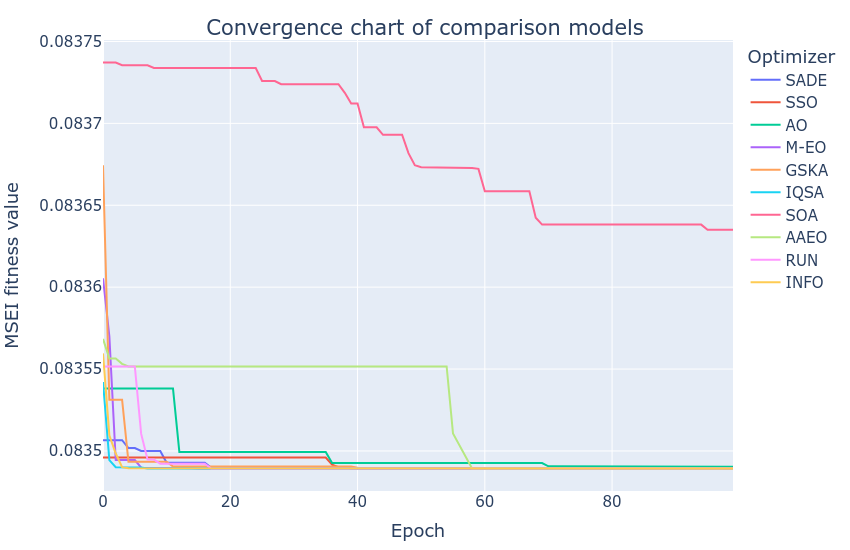 Convergence chart of comparison models
MSEI fitness value
0.08375
0.0837
0.08365
0.0836
0.08355
0.0835
0
20
40
60
80
Epoch
Optimizer
SADE
SSO
AO
M-EO
GSKA
IQSA
SOA
AAEO
RUN
INFO